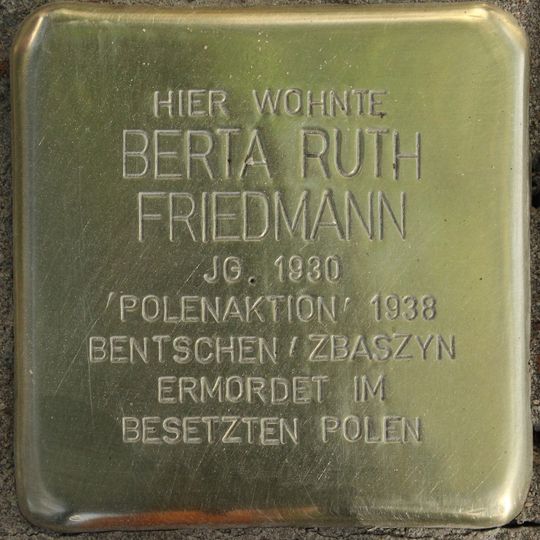 HIER WOHNTE
BERTA RUTH
FRIEDMANN
JG. 1930
'POLENAKTION' 1938
BENTSCHEN / ZBASZYN
ERMORDET IM
BESETZTEN POLEN